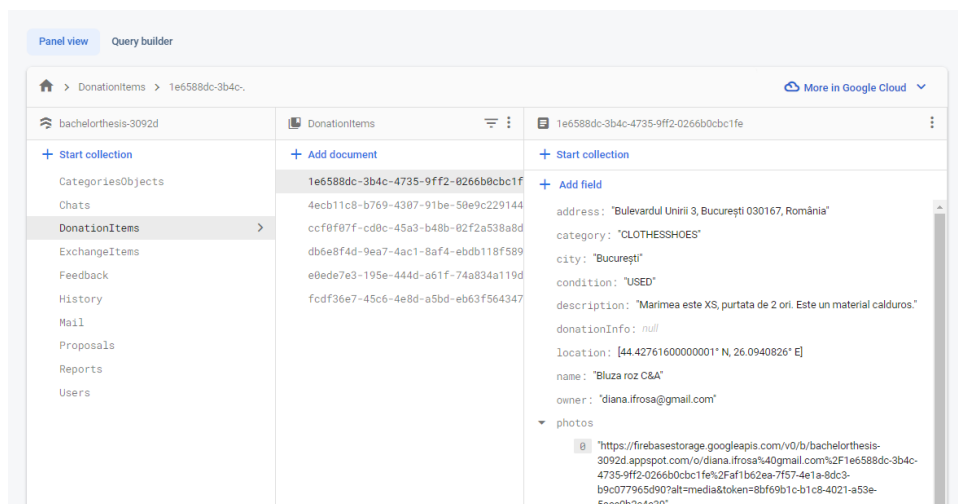 Panel view Query builder
DonationItems > 1e6588dc-3b4c-. More in Google Cloud
bachelorthesis-3092d
Start collection
CategoriesObjects
Chats
DonationItems
ExchangeItems
Feedback
History
Mail
Proposals
Reports
Users
DonationItems
Add document
1e6588dc-3b4c-4735-9ff2-0266b0cbc1f
4ecb11c8-b769-4307-91be-50e9c229144
ccf0f07f-cd0c-45a3-b48b-02f2a538a8d
db6e8f4d-9ea7-4ac1-8af4-ebdb118f589
e0ede7e3-195e-444d-a61f-74a834a119d
fcdf36e7-45c6-4e8d-a5bd-eb63f564347
1e6588dc-3b4c-4735-9ff2-0266b0cbc1fe
Start collection
Add field
address: "Bulevardul Unirii 3, București 030167, România"
category: "CLOTHESSHOES"
city: "București"
condition: "USED"
description: "Marimea este XS, purtata de 2 ori. Este un material calduros."
donationInfo: null
location: [44.42761600000001° N, 26.0940826° E]
name: "Bluza roz C&A"
owner: "diana.ifrosa@gmail.com"
photos
0 "https://firebasestorage.googleapis.com/v0/b/bachelorthesis-
3092d.appspot.com/o/diana.ifrosa%40gmail.com%2F1e6588dc-3b4c-
4735-9ff2-0266b0cbc1fe%2Faf1b62ea-7f57-4e1a-8dc3-
b9c077965d90?alt=media&token=8bf69b1c-b1c8-4021-a53e-